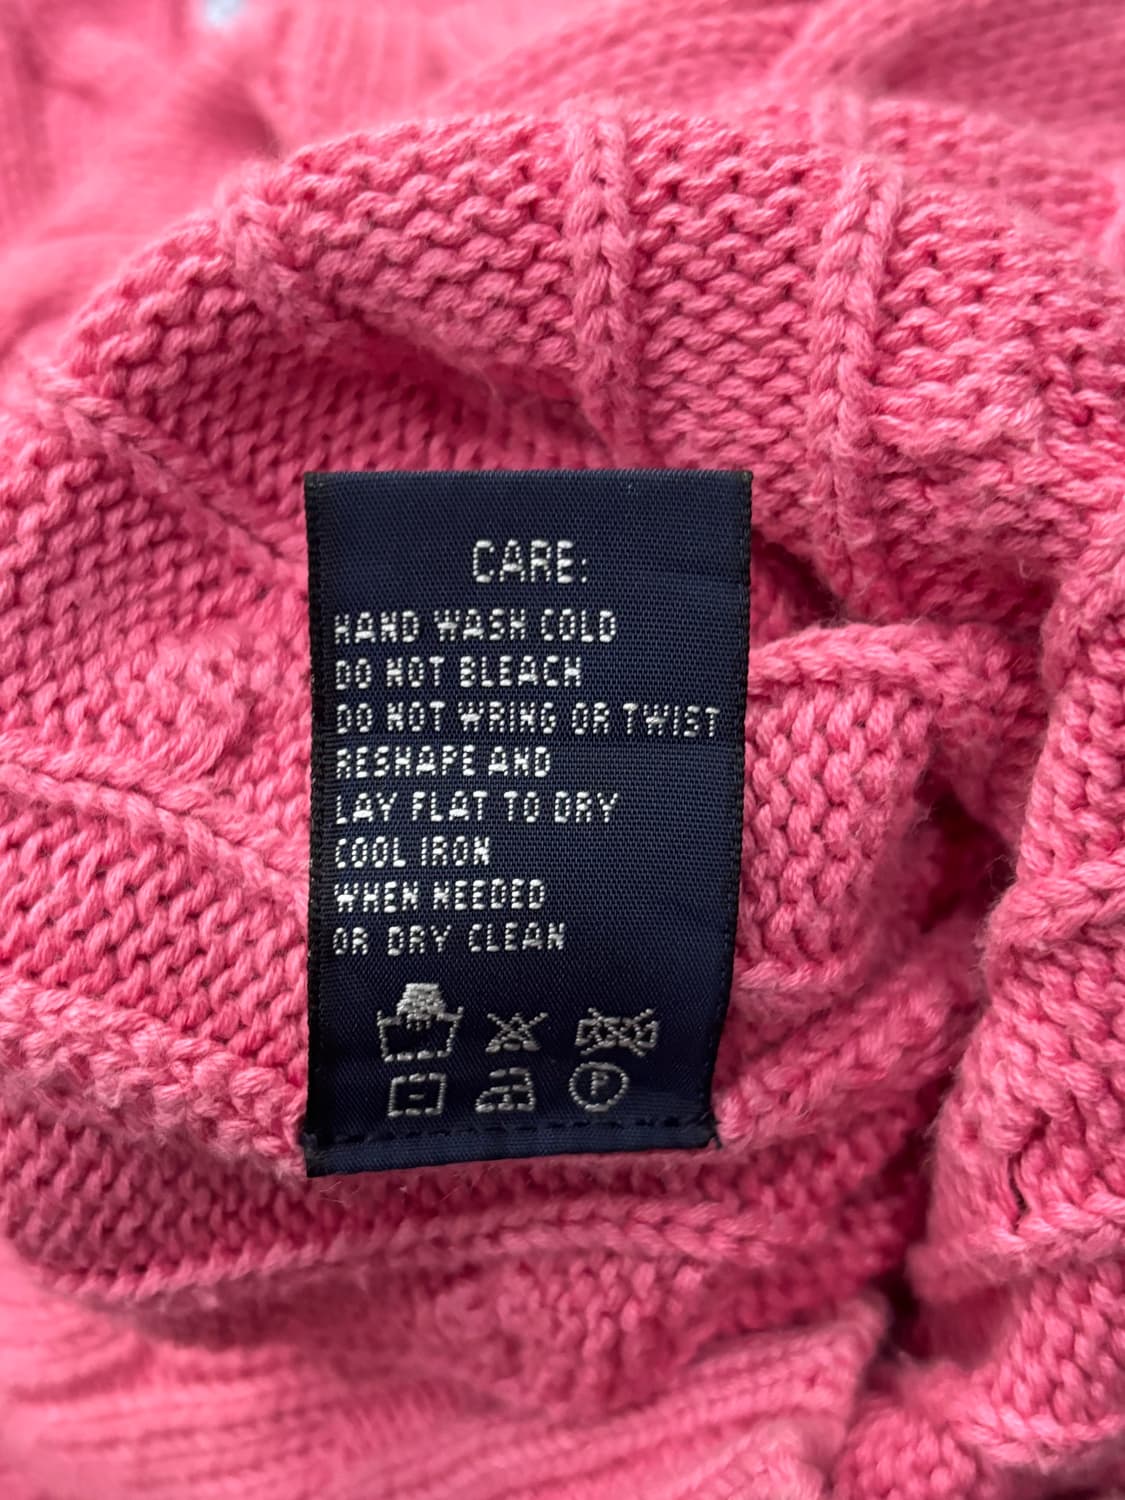 CARE:
HAND WASH COLD
DO NOT BLEACH
DO NOT WRING OR TWIST
RESHAPE AND
LAY FLAT TO DRY
COOL IRON
WHEN NEEDED
OR DRY CLEAN
P